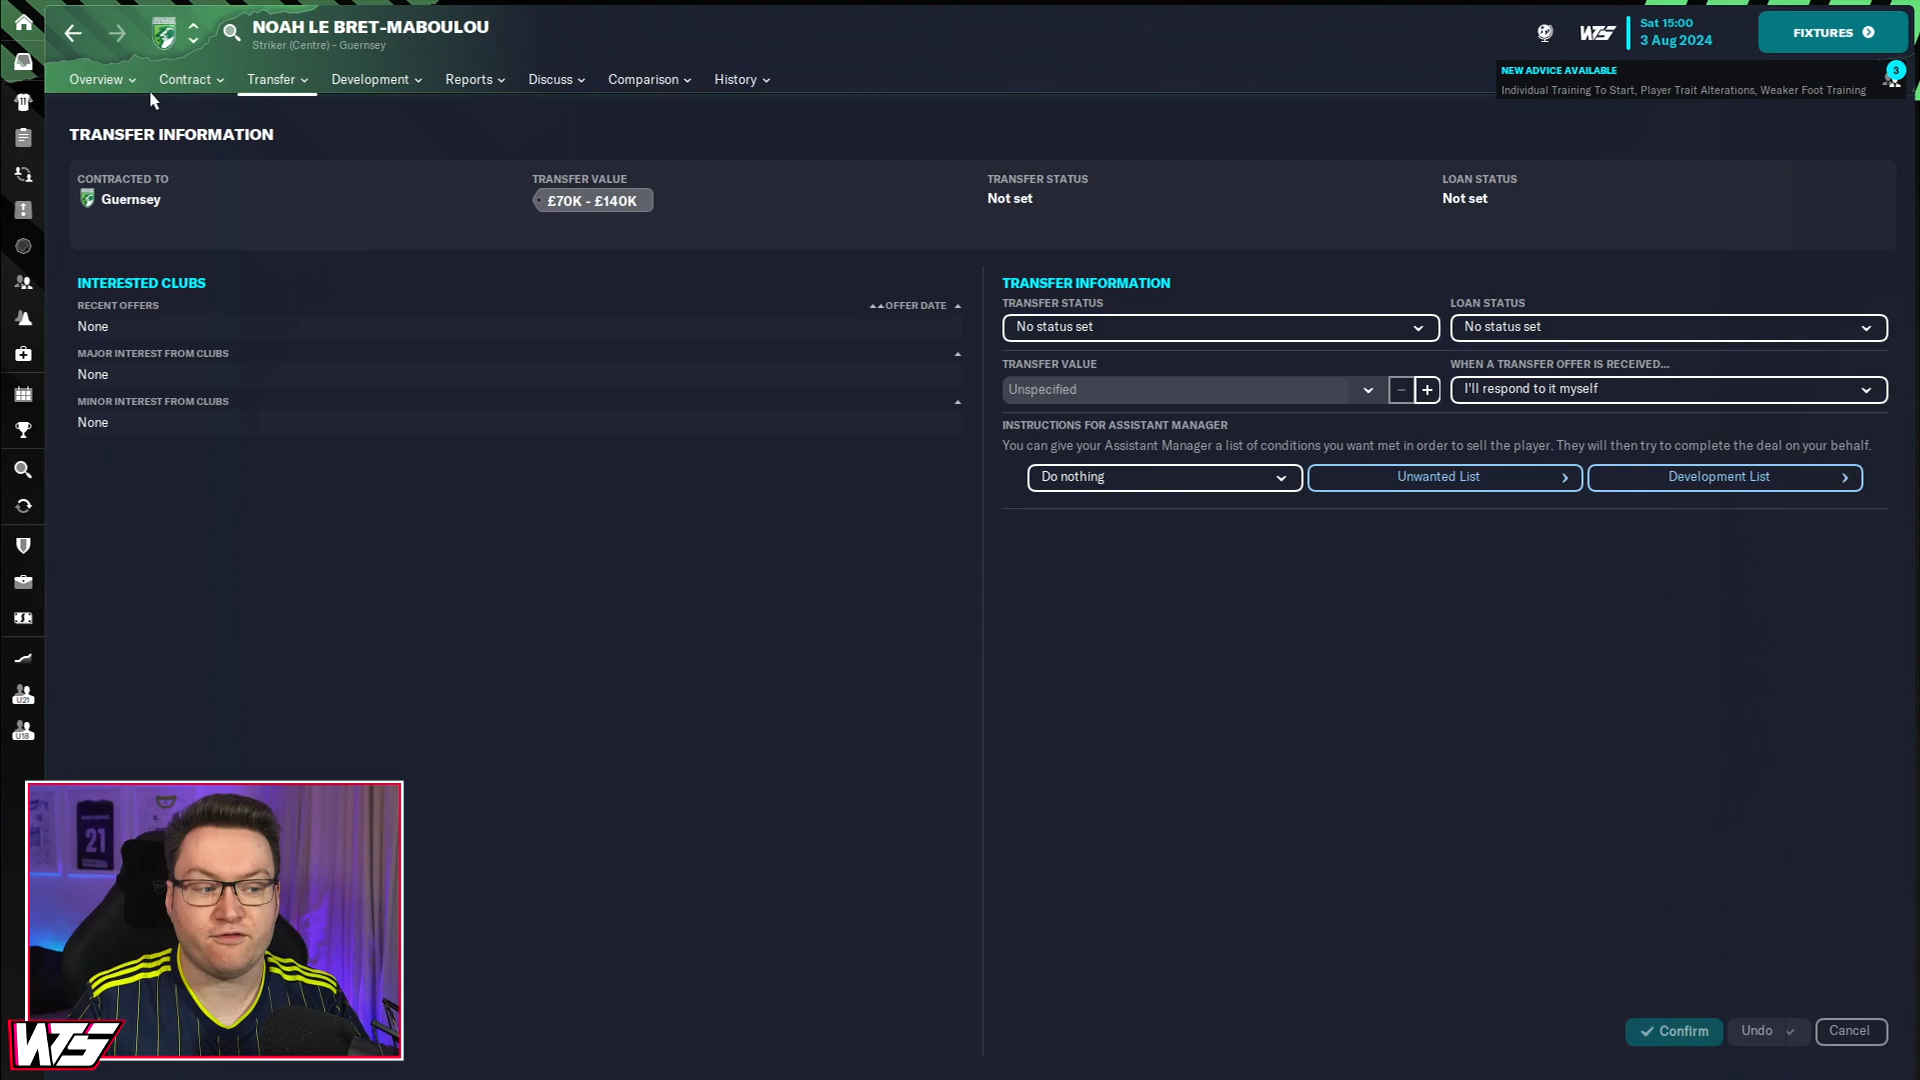 NOAH LE BRET-MABOULOU
Striker (Centre) - Guernsey
WTS
Sat 15:00
3 Aug 2024
FIXTURES
Overview
Contract
Transfer
Development
Reports
Discuss
Comparison
History
NEW ADVICE AVAILABLE
Individual Training To Start, Player Trait Alterations, Weaker Foot Training
3
11
TRANSFER INFORMATION
CONTRACTED TO
Guernsey
TRANSFER VALUE
£70K - £140K
TRANSFER STATUS
Not set
LOAN STATUS
Not set
INTERESTED CLUBS
RECENT OFFERS
OFFER DATE
None
MAJOR INTEREST FROM CLUBS
None
MINOR INTEREST FROM CLUBS
None
TRANSFER INFORMATION
TRANSFER STATUS
No status set
LOAN STATUS
No status set
TRANSFER VALUE
Unspecified
WHEN A TRANSFER OFFER IS RECEIVED...
I'll respond to it myself
INSTRUCTIONS FOR ASSISTANT MANAGER
You can give your Assistant Manager a list of conditions you want met in order to sell the player. They will then try to complete the deal on your behalf.
Do nothing
Unwanted List
Development List
U21
U18
21
WTS
Confirm
Undo
Cancel